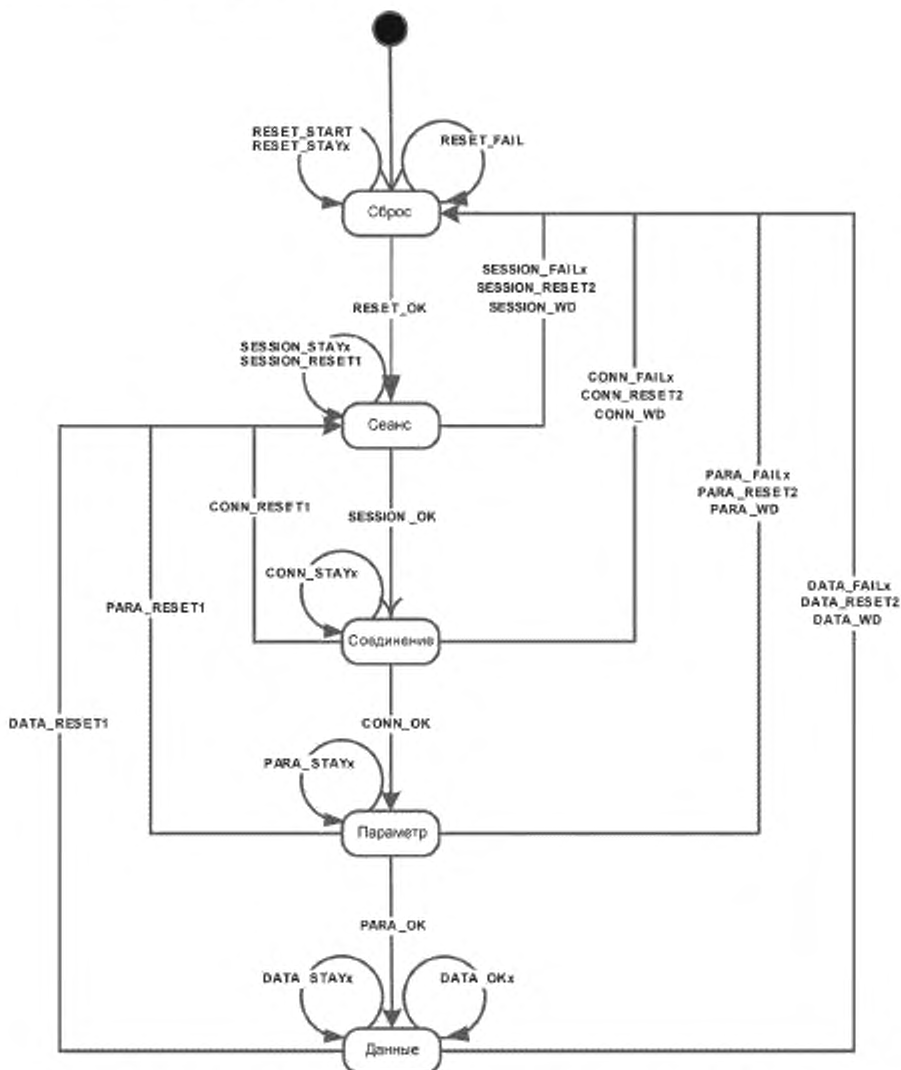 RESET_START
RESET_STAYx
RESET_FAIL
Сброс
SESSION_FAILx
SESSION_RESET2
SESSION_WD
RESET_OK
SESSION_STAYx
SESSION_RESET1
CONN_FAILx
CONN_RESET2
CONN_WD
Сеанс
PARA_FAILx
PARA_RESET2
PARA_WD
CONN_RESET1
SESSION_OK
CONN_STAYx
DATA_FAILx
DATA_RESET2
DATA_WD
PARA_RESET1
Соединение
DATA_RESET1
CONN_OK
PARA_STAYx
Параметр
PARA_OK
DATA_STAYx
DATA_OKx
Данные